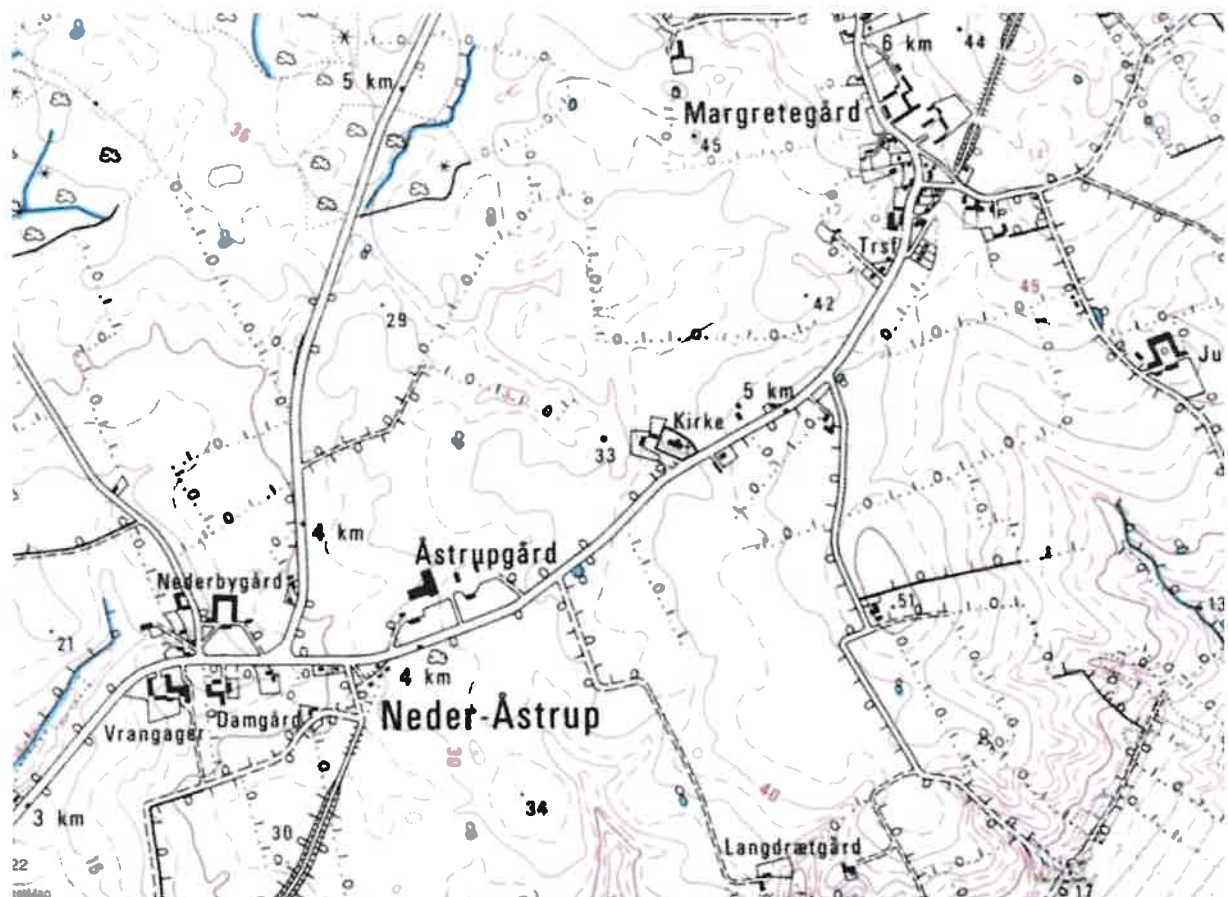 6 km
44
5 km
36
Margretegård
45
Trsf
45
42
29
Ju
5 km
Kirke
33
4 km
Åstrupgård
Nederbygård
51
13
21
4 km
Neder-Åstrup
Damgård
Vrangager
30
40
34
3 km
30
Langdrætgård
22
18
17